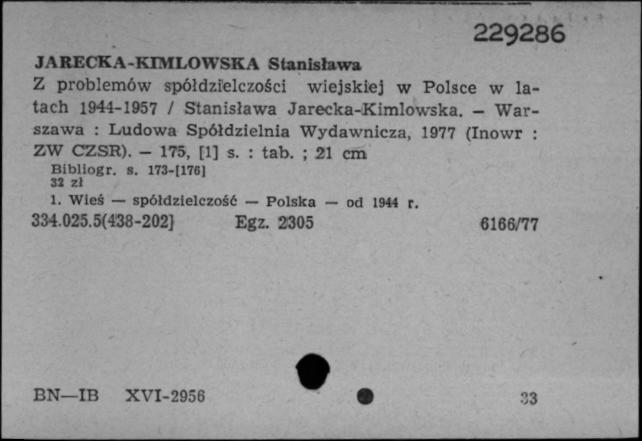 229286
JARECKA-KIMLOWSKA Stanisława
Z problemów spółdzielczości wiejskiej w Polsce w la-
tach 1944-1957 / Stanisława Jarecka-Kimlowska. — War-
szawa : Ludowa Spółdzielnia Wydawnicza, 1977 (Inowr :
ZW CZSR). — 175, [1] s. : tab. ; 21 cm
Bibliogr. s. 173-[176]
32 zł
1. Wieś — spółdzielczość — Polska — od 1944 r.
334.025.5(438-202] Egz. 2305 6166/77
BN—IB XVI-2956 33